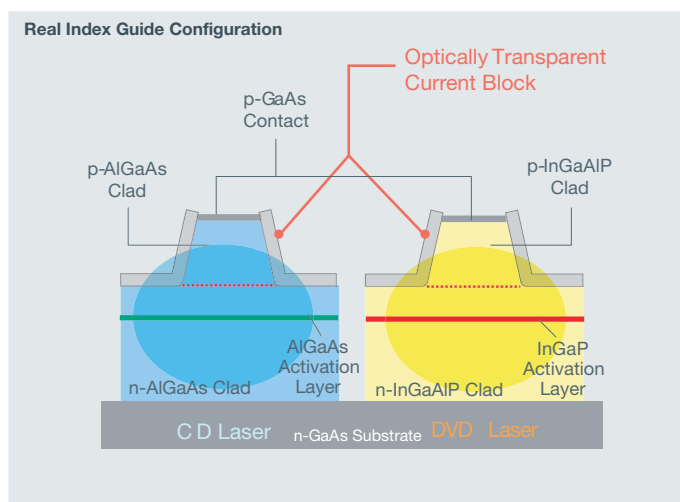 Real Index Guide Configuration
Optically Transparent
Current Block
p-GaAs
Contact
p-AlGaAs
Clad
p-InGaAlP
Clad
AlGaAs
Activation
Layer
n-AlGaAs Clad
InGaP
Activation
Layer
n-InGaAlP Clad
CD Laser
n-GaAs Substrate
DVD Laser